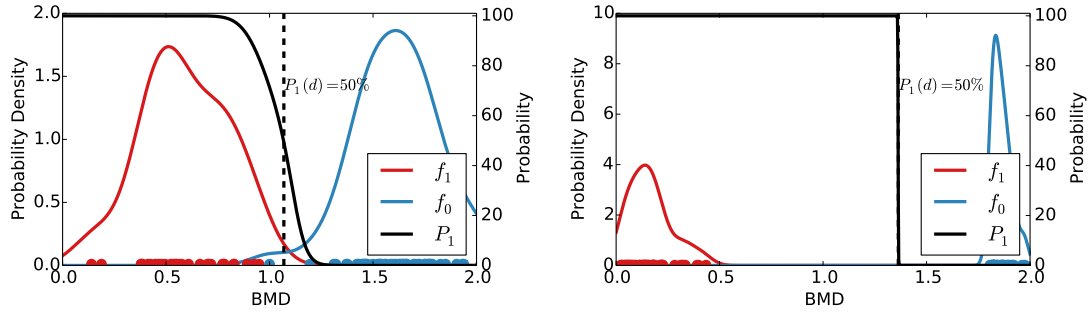 2.0
1.5
1.0
0.5
0.0
Probability Density
0.0 0.5 1.0 1.5 2.0
BMD
100
80
60
40
20
0
Probability
P₁(d) = 50%
f₁
f₀
P₁
10
8
6
4
2
0
Probability Density
0.0 0.5 1.0 1.5 2.0
BMD
100
80
60
40
20
0
Probability
P₁(d) = 50%
f₁
f₀
P₁